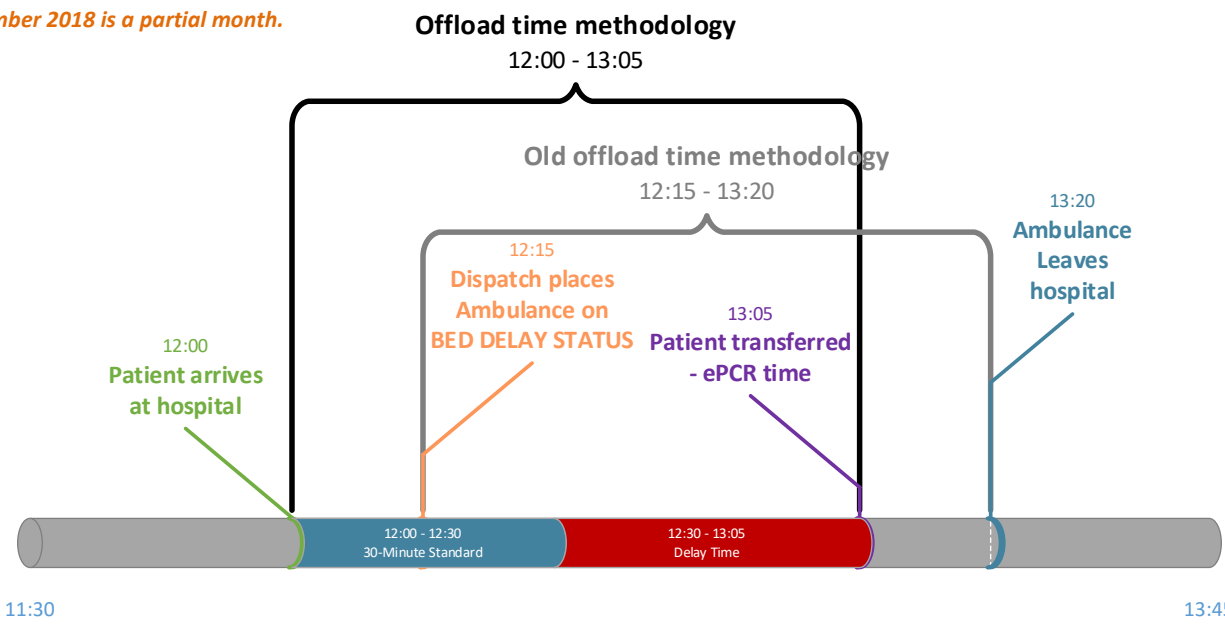 mber 2018 is a partial month.
Offload time methodology
12:00 - 13:05
Old offload time methodology
12:15 - 13:20
13:20
Ambulance
Leaves
hospital
12:15
Dispatch places
Ambulance on
BED DELAY STATUS
13:05
Patient transferred
- ePCR time
12:00
Patient arrives
at hospital
12:00 - 12:30
30-Minute Standard
12:30 - 13:05
Delay Time
11:30
13:45